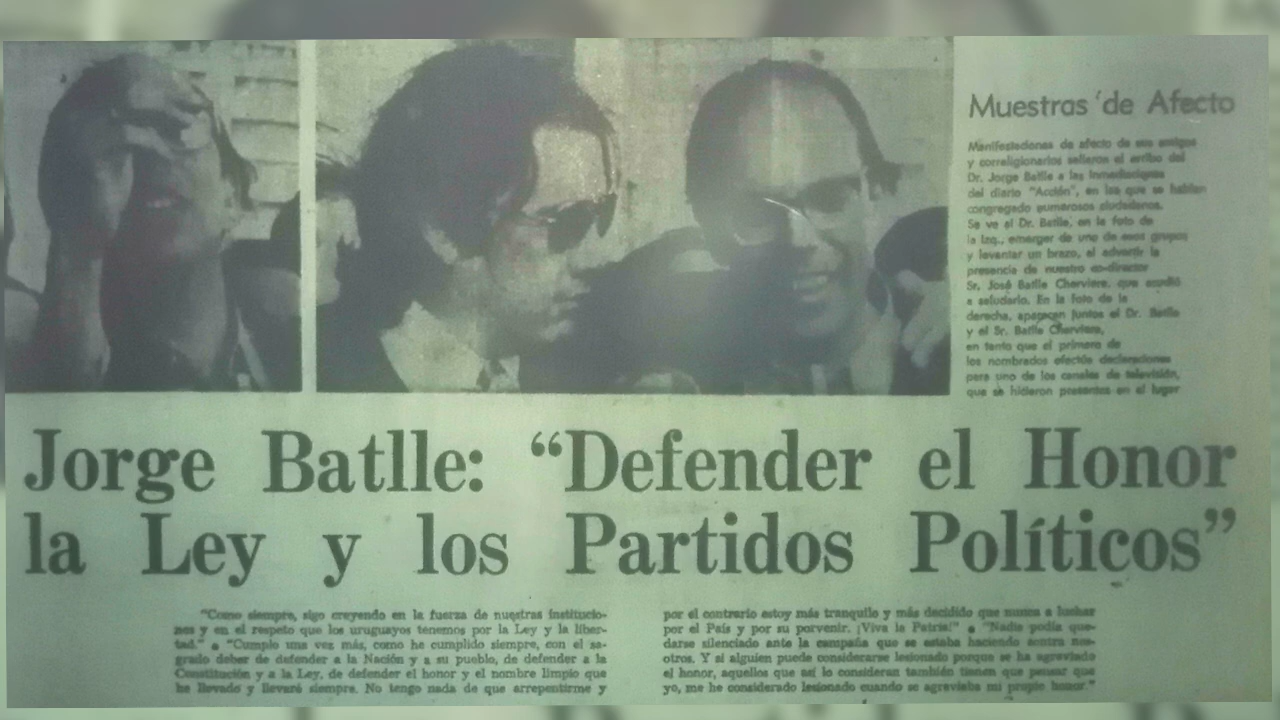 Muestras de Afecto
Manifestaciones de afecto de sus amigos
y correligionarios sellaron el arribo del
Dr. Jorge Batlle a las inmediaciones
del diario "Acción", en las que se habían
congregado numerosos ciudadanos.
Se ve al Dr. Batlle, en la foto de
la izq., emerger de uno de esos grupos
y levantar un brazo, al advertir la
presencia de nuestro co-director
Sr. José Batlle Cherviere, que acudió
a saludarlo. En la foto de la
derecha, aparecen juntos el Dr. Batlle
y el Sr. Batlle Cherviere,
en tanto que el primero de
los nombrados efectúa declaraciones
para uno de los canales de televisión,
que se hicieron presentes en el lugar
Jorge Batlle: “Defender el Honor
la Ley y los Partidos Políticos”
"Como siempre, sigo creyendo en la fuerza de nuestras institucio-
nes y en el respeto que los uruguayos tenemos por la Ley y la liber-
tad." • "Cumplo una vez más, como he cumplido siempre, con el sa-
grado deber de defender a la Nación y a su pueblo, de defender a la
Constitución y a la Ley, de defender el honor y el nombre limpio que
he llevado y llevaré siempre. No tengo nada de que arrepentirme y
por el contrario estoy más tranquilo y más decidido que nunca a luchar
por el País y por su porvenir. ¡Viva la Patria!" • "Nadie podía que-
darse silenciado ante la campaña que se estaba haciendo contra nos-
otros. Y si alguien puede considerarse lesionado porque se ha agraviado
el honor, aquellos que así lo consideran también tienen que pensar que
yo, me he considerado lesionado cuando se agraviaba mi propio honor."